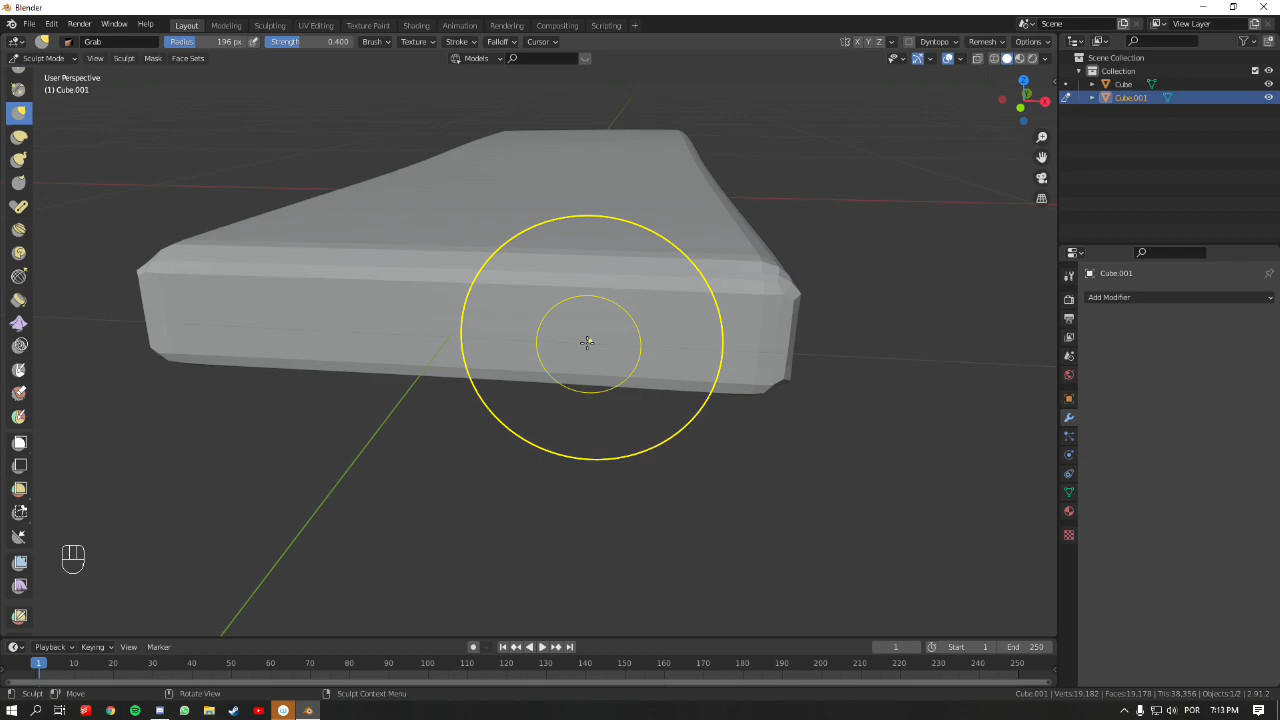 Blender
File Edit Render Window Help Layout Modeling Sculpting UV Editing Texture Paint Shading Animation Rendering Compositing Scripting + Scene View Layer
Grab Radius 196 px Strength 0.400 Brush Texture Stroke Falloff Cursor X Y Z Dyntopo Remesh Options
Sculpt Mode View Sculpt Mask Face Sets Models
User Perspective
(1) Cube.001
Scene Collection
Collection
Cube
Cube.001
X
Y
Z
Cube.001
Add Modifier
Playback Keying View Marker 1 Start 1 End 250
1 10 20 30 40 50 60 70 80 90 100 110 120 130 140 150 160 170 180 190 200 210 220 230 240 250
Sculpt Move Rotate View Sculpt Context Menu Cube.001 | Verts:19,182 | Faces:19,178 | Tris:38,356 | Objects:1/2 | 2.91.2
POR 7:13 PM